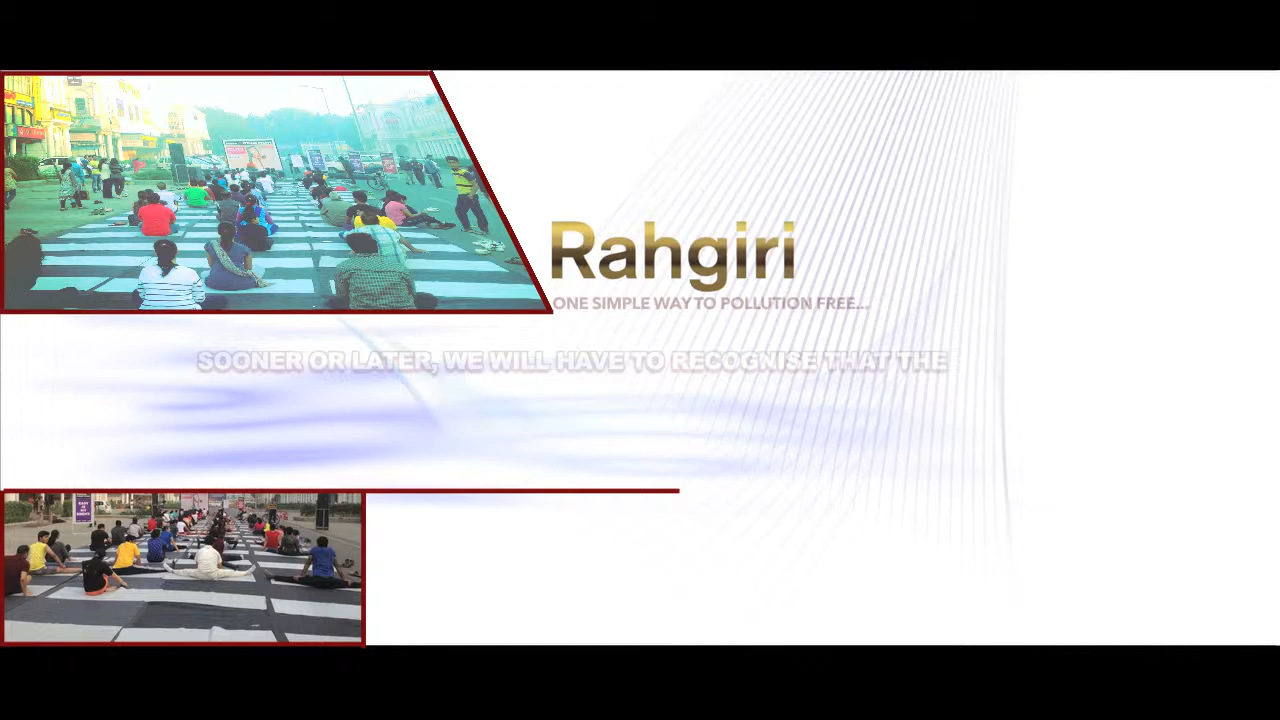 Rahgiri
ONE SIMPLE WAY TO POLLUTION FREE...
SOONER OR LATER, WE WILL HAVE TO RECOGNISE THAT THE